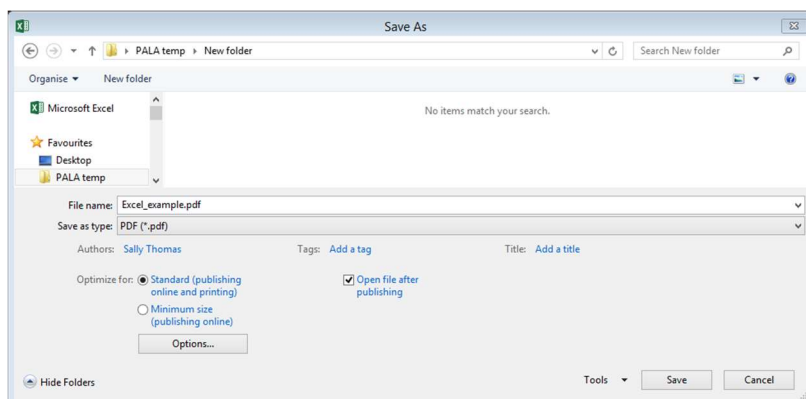 Save As
PALA temp New folder
Search New folder
Organise New folder
Microsoft Excel
No items match your search.
Favourites
Desktop
PALA temp
File name: Excel_example.pdf
Save as type: PDF (*.pdf)
Authors: Sally Thomas Tags: Add a tag Title: Add a title
Optimize for: Standard (publishing Open file after
online and printing) publishing
Minimum size
(publishing online)
Options...
Hide Folders Tools Save Cancel